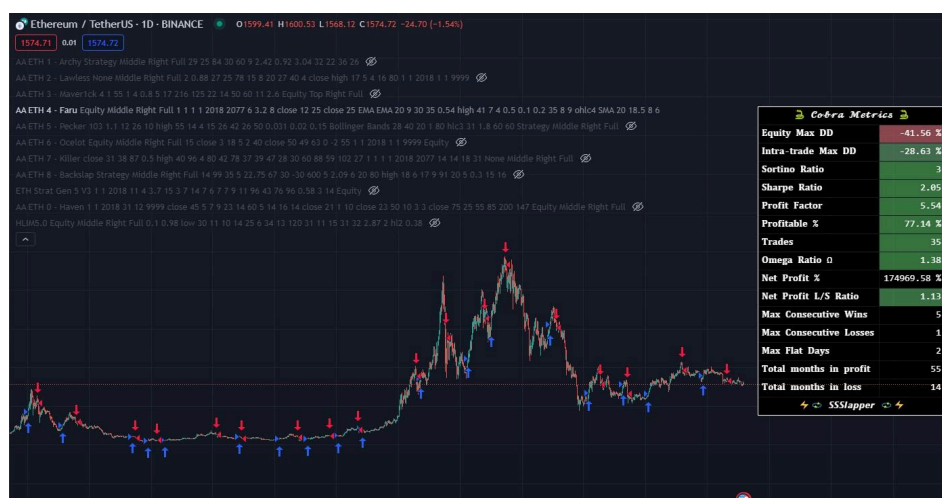 Ethereum / TetherUS · 1D · BINANCE O1599.41 H1600.53 L1568.12 C1574.72 −24.70 (−1.54%)
1574.71 0.01 1574.72
AA ETH 1 - Archy Strategy Middle Right Full 29 25 84 30 60 9 2.42 0.92 3.04 32 22 36 26
AA ETH 2 - Lawless None Middle Right Full 2 0.88 27 25 78 15 8 20 27 40 4 close high 17 5 4 16 80 1 1 2018 1 1 9999
AA ETH 3 - Maver1ck 4 1 55 1 4 0.8 5 17 216 125 22 14 50 60 11 2.6 Equity Top Right Full
AA ETH 4 - Faru Equity Middle Right Full 1 1 1 1 2018 2077 6 3.2 8 close 12 25 close 25 EMA EMA 20 9 30 35 0.54 high 41 7 4 0.5 0.1 0.2 35 8 9 ohlc4 SMA 20 18.5 8 6
AA ETH 5 - Pecker 103 1.1 12 26 10 high 55 14 4 15 26 42 26 50 0.031 0.02 0.15 Bollinger Bands 28 40 20 1 80 hlc3 31 1.8 60 60 Strategy Middle Right Full
AA ETH 6 - Ocelot Equity Middle Right Full 15 close 3 18 5 2 40 close 50 49 63 0 -2 55 1 1 2018 1 1 9999 Equity
AA ETH 7 - Killer close 31 38 87 0.5 high 40 96 4 80 42 78 37 39 47 28 30 60 88 59 102 27 1 1 1 1 2018 2077 14 14 18 31 None Middle Right Full
AA ETH 8 - Backslap Strategy Middle Right Full 14 99 35 5 22.75 67 30 -30 600 5 2.09 6 20 80 high 18 6 17 9 91 20 5 0.3 15 16
ETH Strat Gen 5 V3 1 1 2018 11 4 3.7 15 3 7 14 7 6 7 7 9 11 96 43 76 96 0.58 3 14 Equity
AA ETH 0 - Haven 1 1 2018 31 12 9999 close 45 5 7 9 23 14 60 5 14 16 14 close 21 1 10 close 23 50 10 3 3 close 75 25 55 85 200 147 Equity Middle Right Full
HLIM5.0 Equity Middle Right Full 0.1 0.98 low 30 11 10 14 25 6 34 13 120 31 11 15 31 32 2.87 2 hl2 0.38
Cobra Metrics
Equity Max DD -41.56 %
Intra-trade Max DD -28.63 %
Sortino Ratio 3
Sharpe Ratio 2.05
Profit Factor 5.54
Profitable % 77.14 %
Trades 35
Omega Ratio Ω 1.38
Net Profit % 174969.58 %
Net Profit L/S Ratio 1.13
Max Consecutive Wins 5
Max Consecutive Losses 1
Max Flat Days 2
Total months in profit 55
Total months in loss 14
SSSlapper